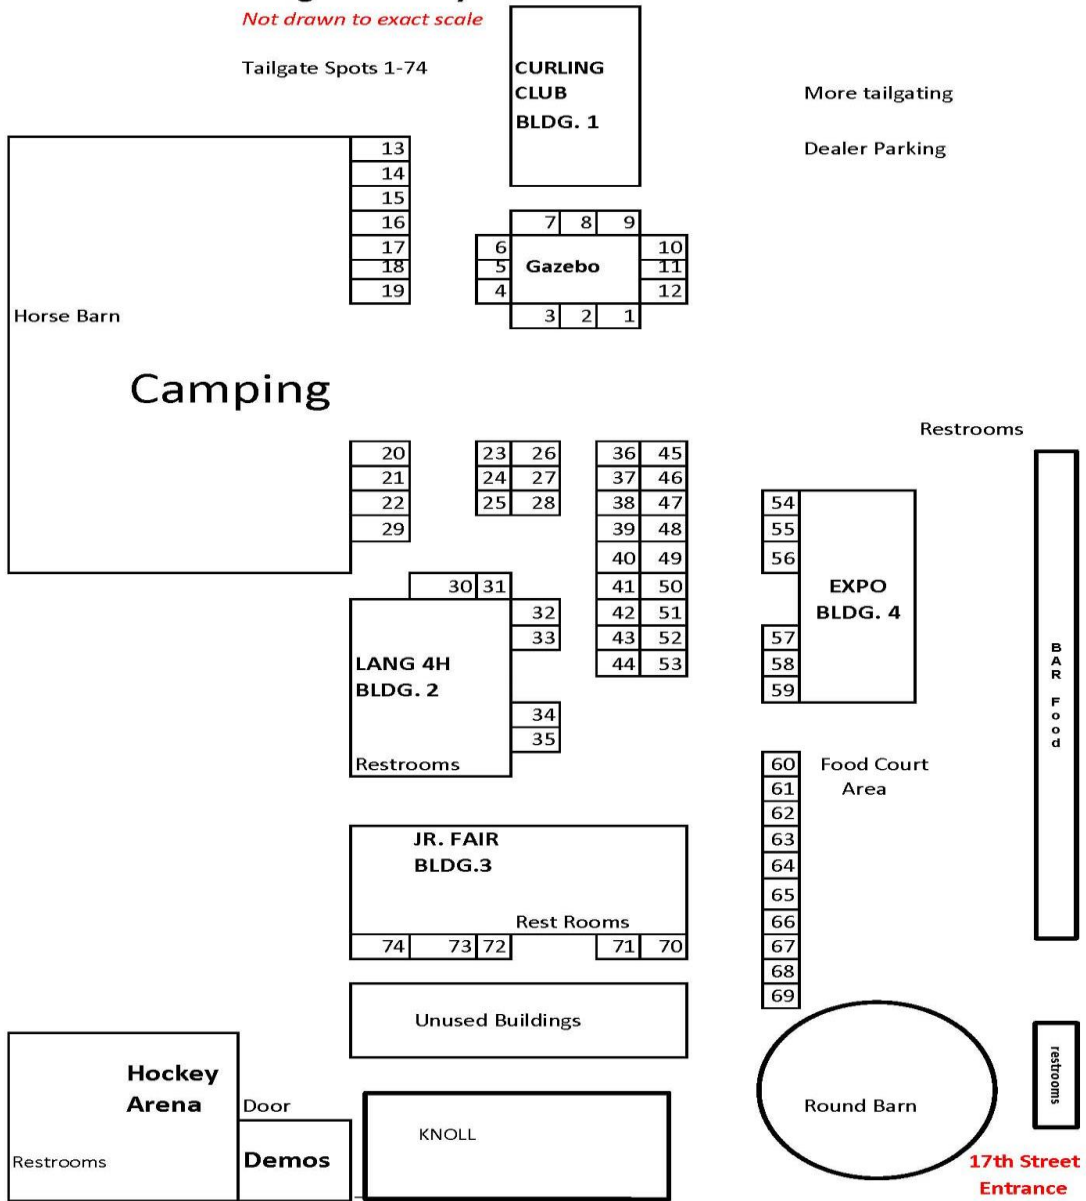 Not drawn to exact scale
Tailgate Spots 1-74
CURLING
CLUB
BLDG. 1
More tailgating
Dealer Parking
13
14
15
16
17
18
19
7 8 9
6
5
4
Gazebo
10
11
12
3 2 1
Horse Barn
Camping
Restrooms
20
21
22
29
23 26
24 27
25 28
36 45
37 46
38 47
39 48
40 49
41 50
42 51
43 52
44 53
54
55
56
57
58
59
EXPO
BLDG. 4
30 31
32
33
34
35
LANG 4H
BLDG. 2
Restrooms
BAR Food
60
61
62
63
64
65
66
67
68
69
Food Court
Area
JR. FAIR
BLDG.3
Rest Rooms
74 73 72 71 70
Unused Buildings
Hockey
Arena
Door
Restrooms
Demos
KNOLL
Round Barn
restrooms
17th Street
Entrance